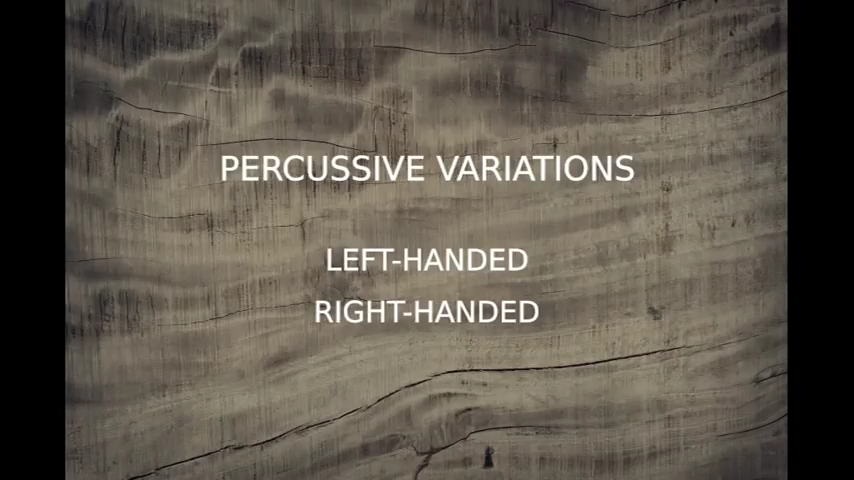 PERCUSSIVE VARIATIONS
LEFT-HANDED
RIGHT-HANDED